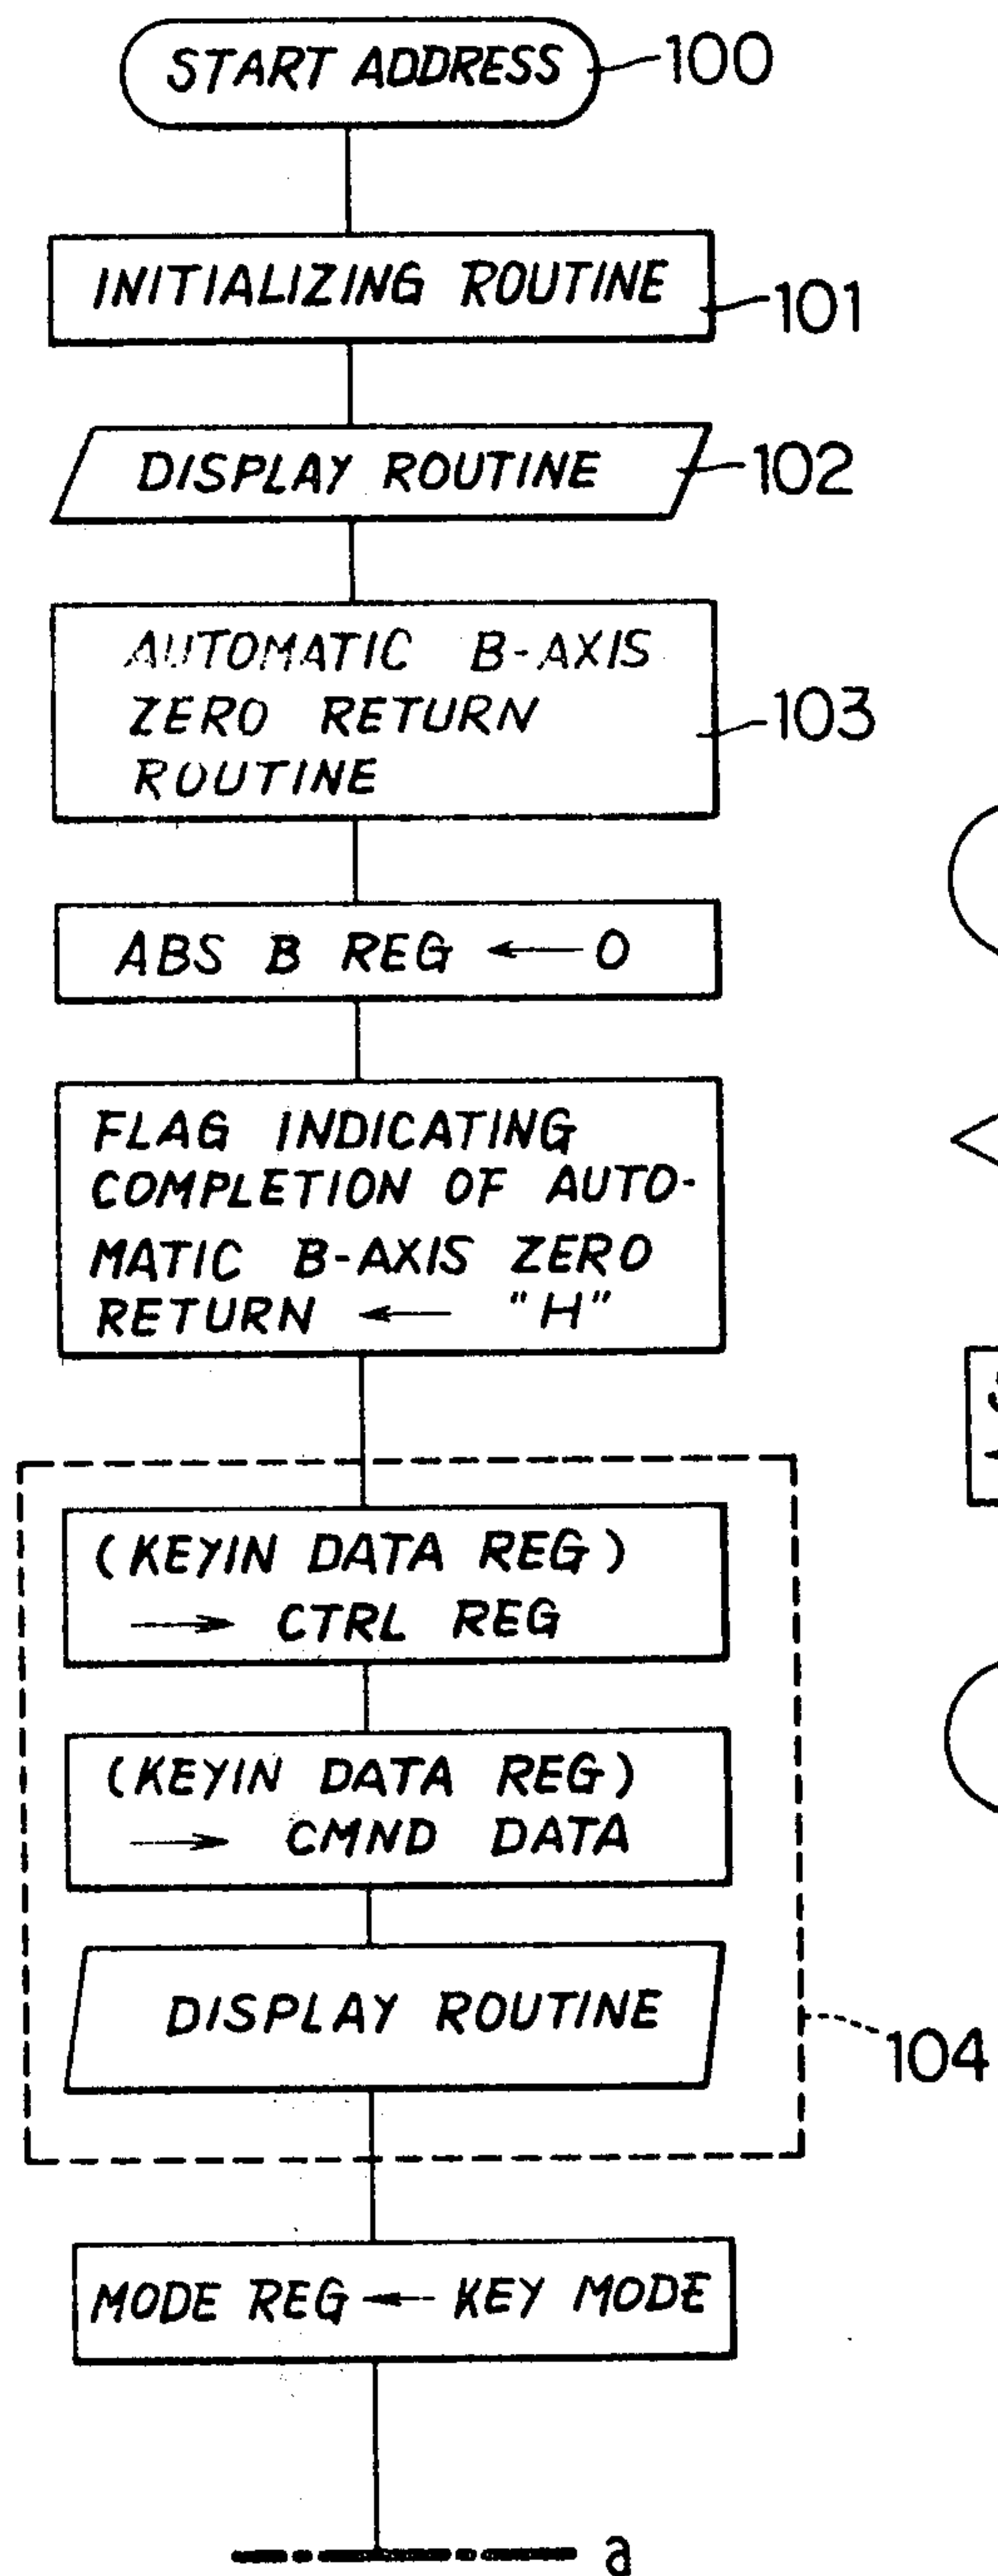 START ADDRESS 100
INITIALIZING ROUTINE 101
DISPLAY ROUTINE 102
AUTOMATIC B-AXIS
ZERO RETURN
ROUTINE
103
ABS B REG ← 0
FLAG INDICATING
COMPLETION OF AUTO-
MATIC B-AXIS ZERO
RETURN ← "H"
(KEYIN DATA REG)
→ CTRL REG
(KEYIN DATA REG)
→ CMND DATA
DISPLAY ROUTINE
104
MODE REG ← KEY MODE
a